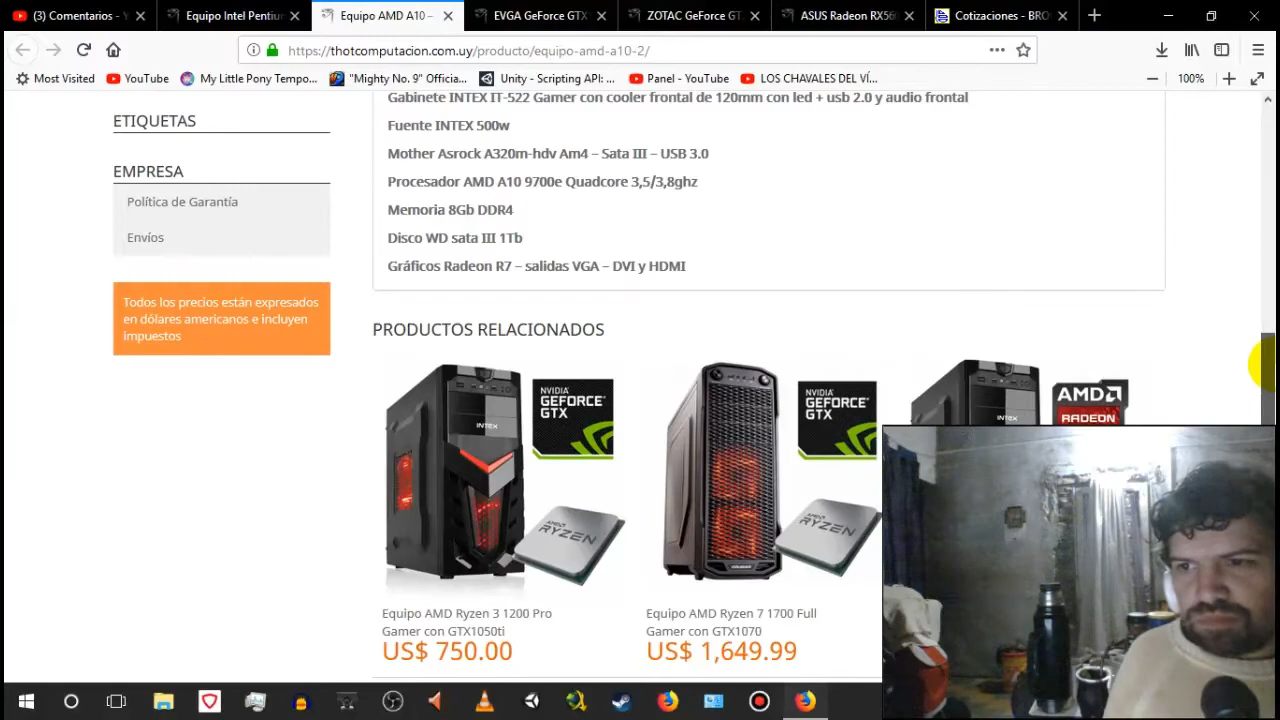 (3) Comentarios - Y
Equipo Intel Pentiu
Equipo AMD A10 –
EVGA GeForce GTX
ZOTAC GeForce GT
ASUS Radeon RX56
Cotizaciones - BRO
https://thotcomputacion.com.uy/producto/equipo-amd-a10-2/
Most Visited
YouTube
My Little Pony Tempo...
"Mighty No. 9" Official...
Unity - Scripting API: ...
Panel - YouTube
LOS CHAVALES DEL VÍ...
100%
ETIQUETAS
EMPRESA
Política de Garantía
Envíos
Todos los precios están expresados
en dólares americanos e incluyen
impuestos
Gabinete INTEX IT-522 Gamer con cooler frontal de 120mm con led + usb 2.0 y audio frontal
Fuente INTEX 500w
Mother Asrock A320m-hdv Am4 – Sata III – USB 3.0
Procesador AMD A10 9700e Quadcore 3,5/3,8ghz
Memoria 8Gb DDR4
Disco WD sata III 1Tb
Gráficos Radeon R7 – salidas VGA – DVI y HDMI
PRODUCTOS RELACIONADOS
INTEX
NVIDIA
GEFORCE
GTX
AMD
RYZEN
NVIDIA
GEFORCE
GTX
AMD
RYZEN
INTEX
AMD
RADEON
Equipo AMD Ryzen 3 1200 Pro
Gamer con GTX1050ti
US$ 750.00
Equipo AMD Ryzen 7 1700 Full
Gamer con GTX1070
US$ 1,649.99